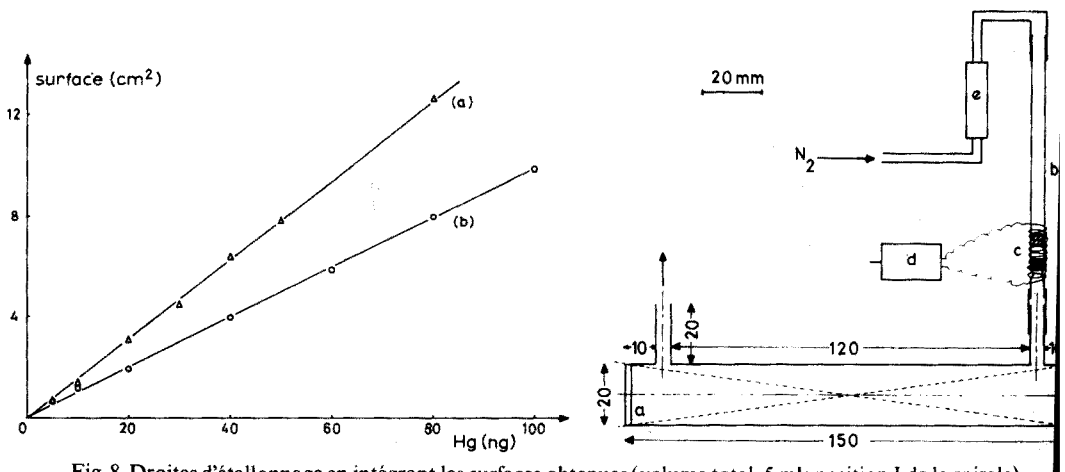 surface (cm²)
12
8
4
0
20
40
60
80
100
Hg (ng)
(a)
(b)
20 mm
e
N₂
b
c
d
20
10
120
20
a
150
Fig. 8. Droites d'étallonnage en intégrant les surfaces obtenues (volume total, 5 ml; position I de la spirale)